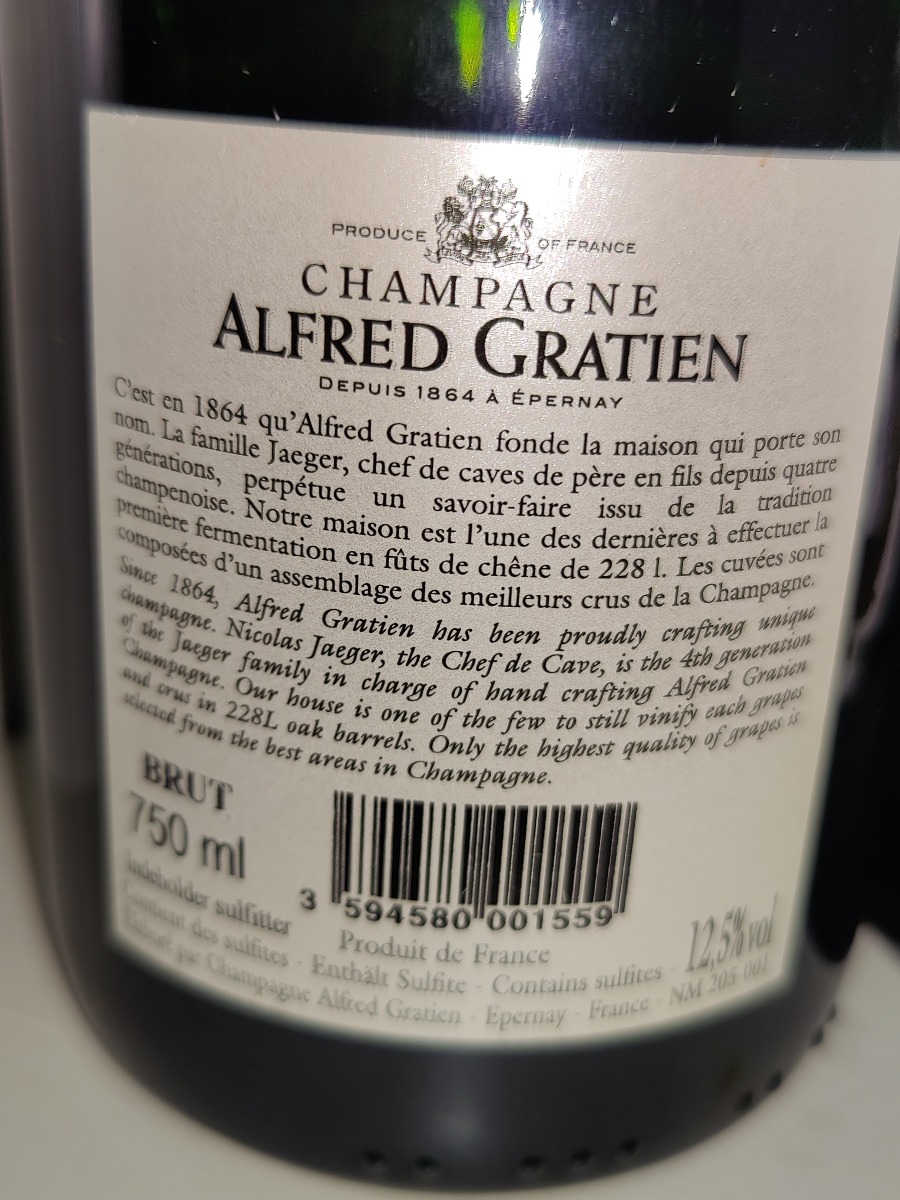 PRODUCE OF FRANCE
CHAMPAGNE
ALFRED GRATIEN
DEPUIS 1864 À ÉPERNAY
C'est en 1864 qu'Alfred Gratien fonde la maison qui porte son
nom. La famille Jaeger, chef de caves de père en fils depuis quatre
générations, perpétue un savoir-faire issu de la tradition
champenoise. Notre maison est l'une des dernières à effectuer la
première fermentation en fûts de chêne de 228 l. Les cuvées sont
composées d'un assemblage des meilleurs crus de la Champagne.
Since 1864, Alfred Gratien has been proudly crafting unique
champagne. Nicolas Jaeger, the Chef de Cave, is the 4th generation
of the Jaeger family in charge of hand crafting Alfred Gratien
Champagne. Our house is one of the few to still vinify each grapes
and crus in 228L oak barrels. Only the highest quality of grapes is
selected from the best areas in Champagne.
BRUT
750 ml
3 594580 001559
12,5%vol
Indeholder sulfitter
Produit de France
Contient des sulfites - Enthält Sulfite - Contains sulfites -
Elaboré par Champagne Alfred Gratien - Epernay - France - NM 205-001